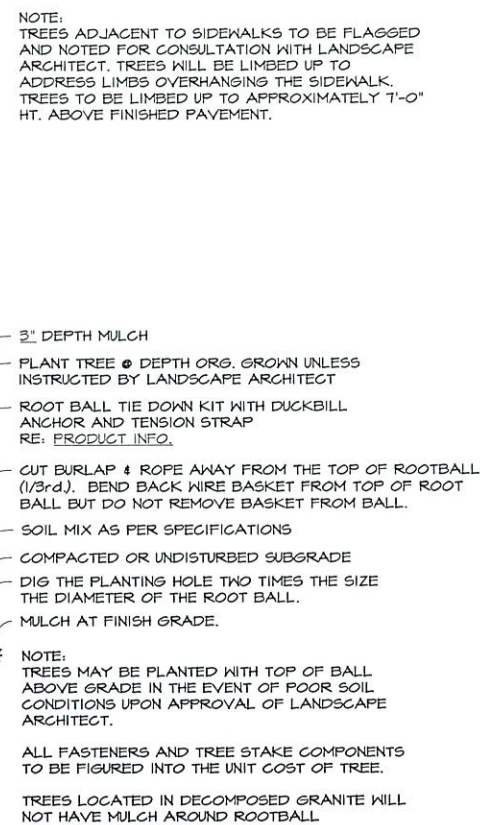 NOTE:
TREES ADJACENT TO SIDEWALKS TO BE FLAGGED
AND NOTED FOR CONSULTATION WITH LANDSCAPE
ARCHITECT. TREES WILL BE LIMBED UP TO
ADDRESS LIMBS OVERHANGING THE SIDEWALK.
TREES TO BE LIMBED UP TO APPROXIMATELY 7'-0"
HT. ABOVE FINISHED PAVEMENT.
3" DEPTH MULCH
PLANT TREE @ DEPTH ORG. GROWN UNLESS
INSTRUCTED BY LANDSCAPE ARCHITECT
ROOT BALL TIE DOWN KIT WITH DUCKBILL
ANCHOR AND TENSION STRAP
RE: PRODUCT INFO.
CUT BURLAP & ROPE AWAY FROM THE TOP OF ROOTBALL
(1/3rd.). BEND BACK WIRE BASKET FROM TOP OF ROOT
BALL BUT DO NOT REMOVE BASKET FROM BALL.
SOIL MIX AS PER SPECIFICATIONS
COMPACTED OR UNDISTURBED SUBGRADE
DIG THE PLANTING HOLE TWO TIMES THE SIZE
THE DIAMETER OF THE ROOT BALL.
MULCH AT FINISH GRADE.
NOTE:
TREES MAY BE PLANTED WITH TOP OF BALL
ABOVE GRADE IN THE EVENT OF POOR SOIL
CONDITIONS UPON APPROVAL OF LANDSCAPE
ARCHITECT.
ALL FASTENERS AND TREE STAKE COMPONENTS
TO BE FIGURED INTO THE UNIT COST OF TREE.
TREES LOCATED IN DECOMPOSED GRANITE WILL
NOT HAVE MULCH AROUND ROOTBALL